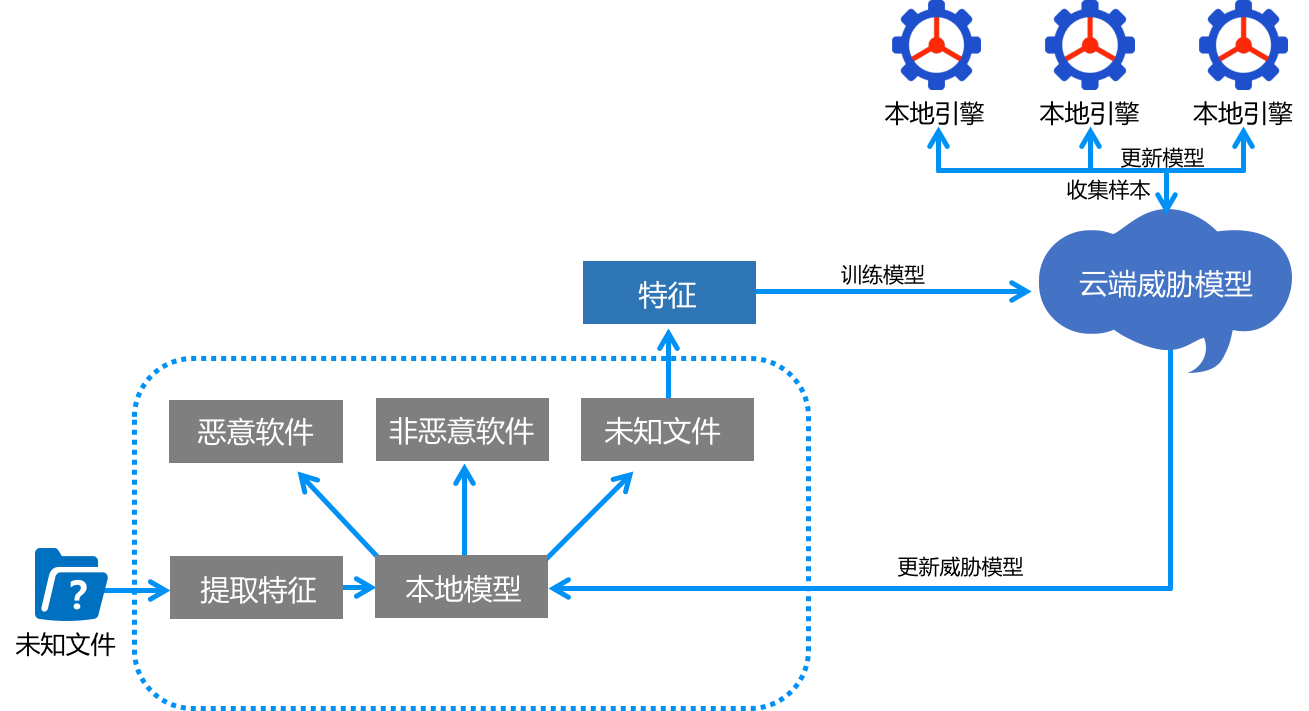 本地引擎
本地引擎
本地引擎
更新模型
收集样本
云端威胁模型
训练模型
特征
恶意软件
非恶意软件
未知文件
?
提取特征
本地模型
更新威胁模型
未知文件